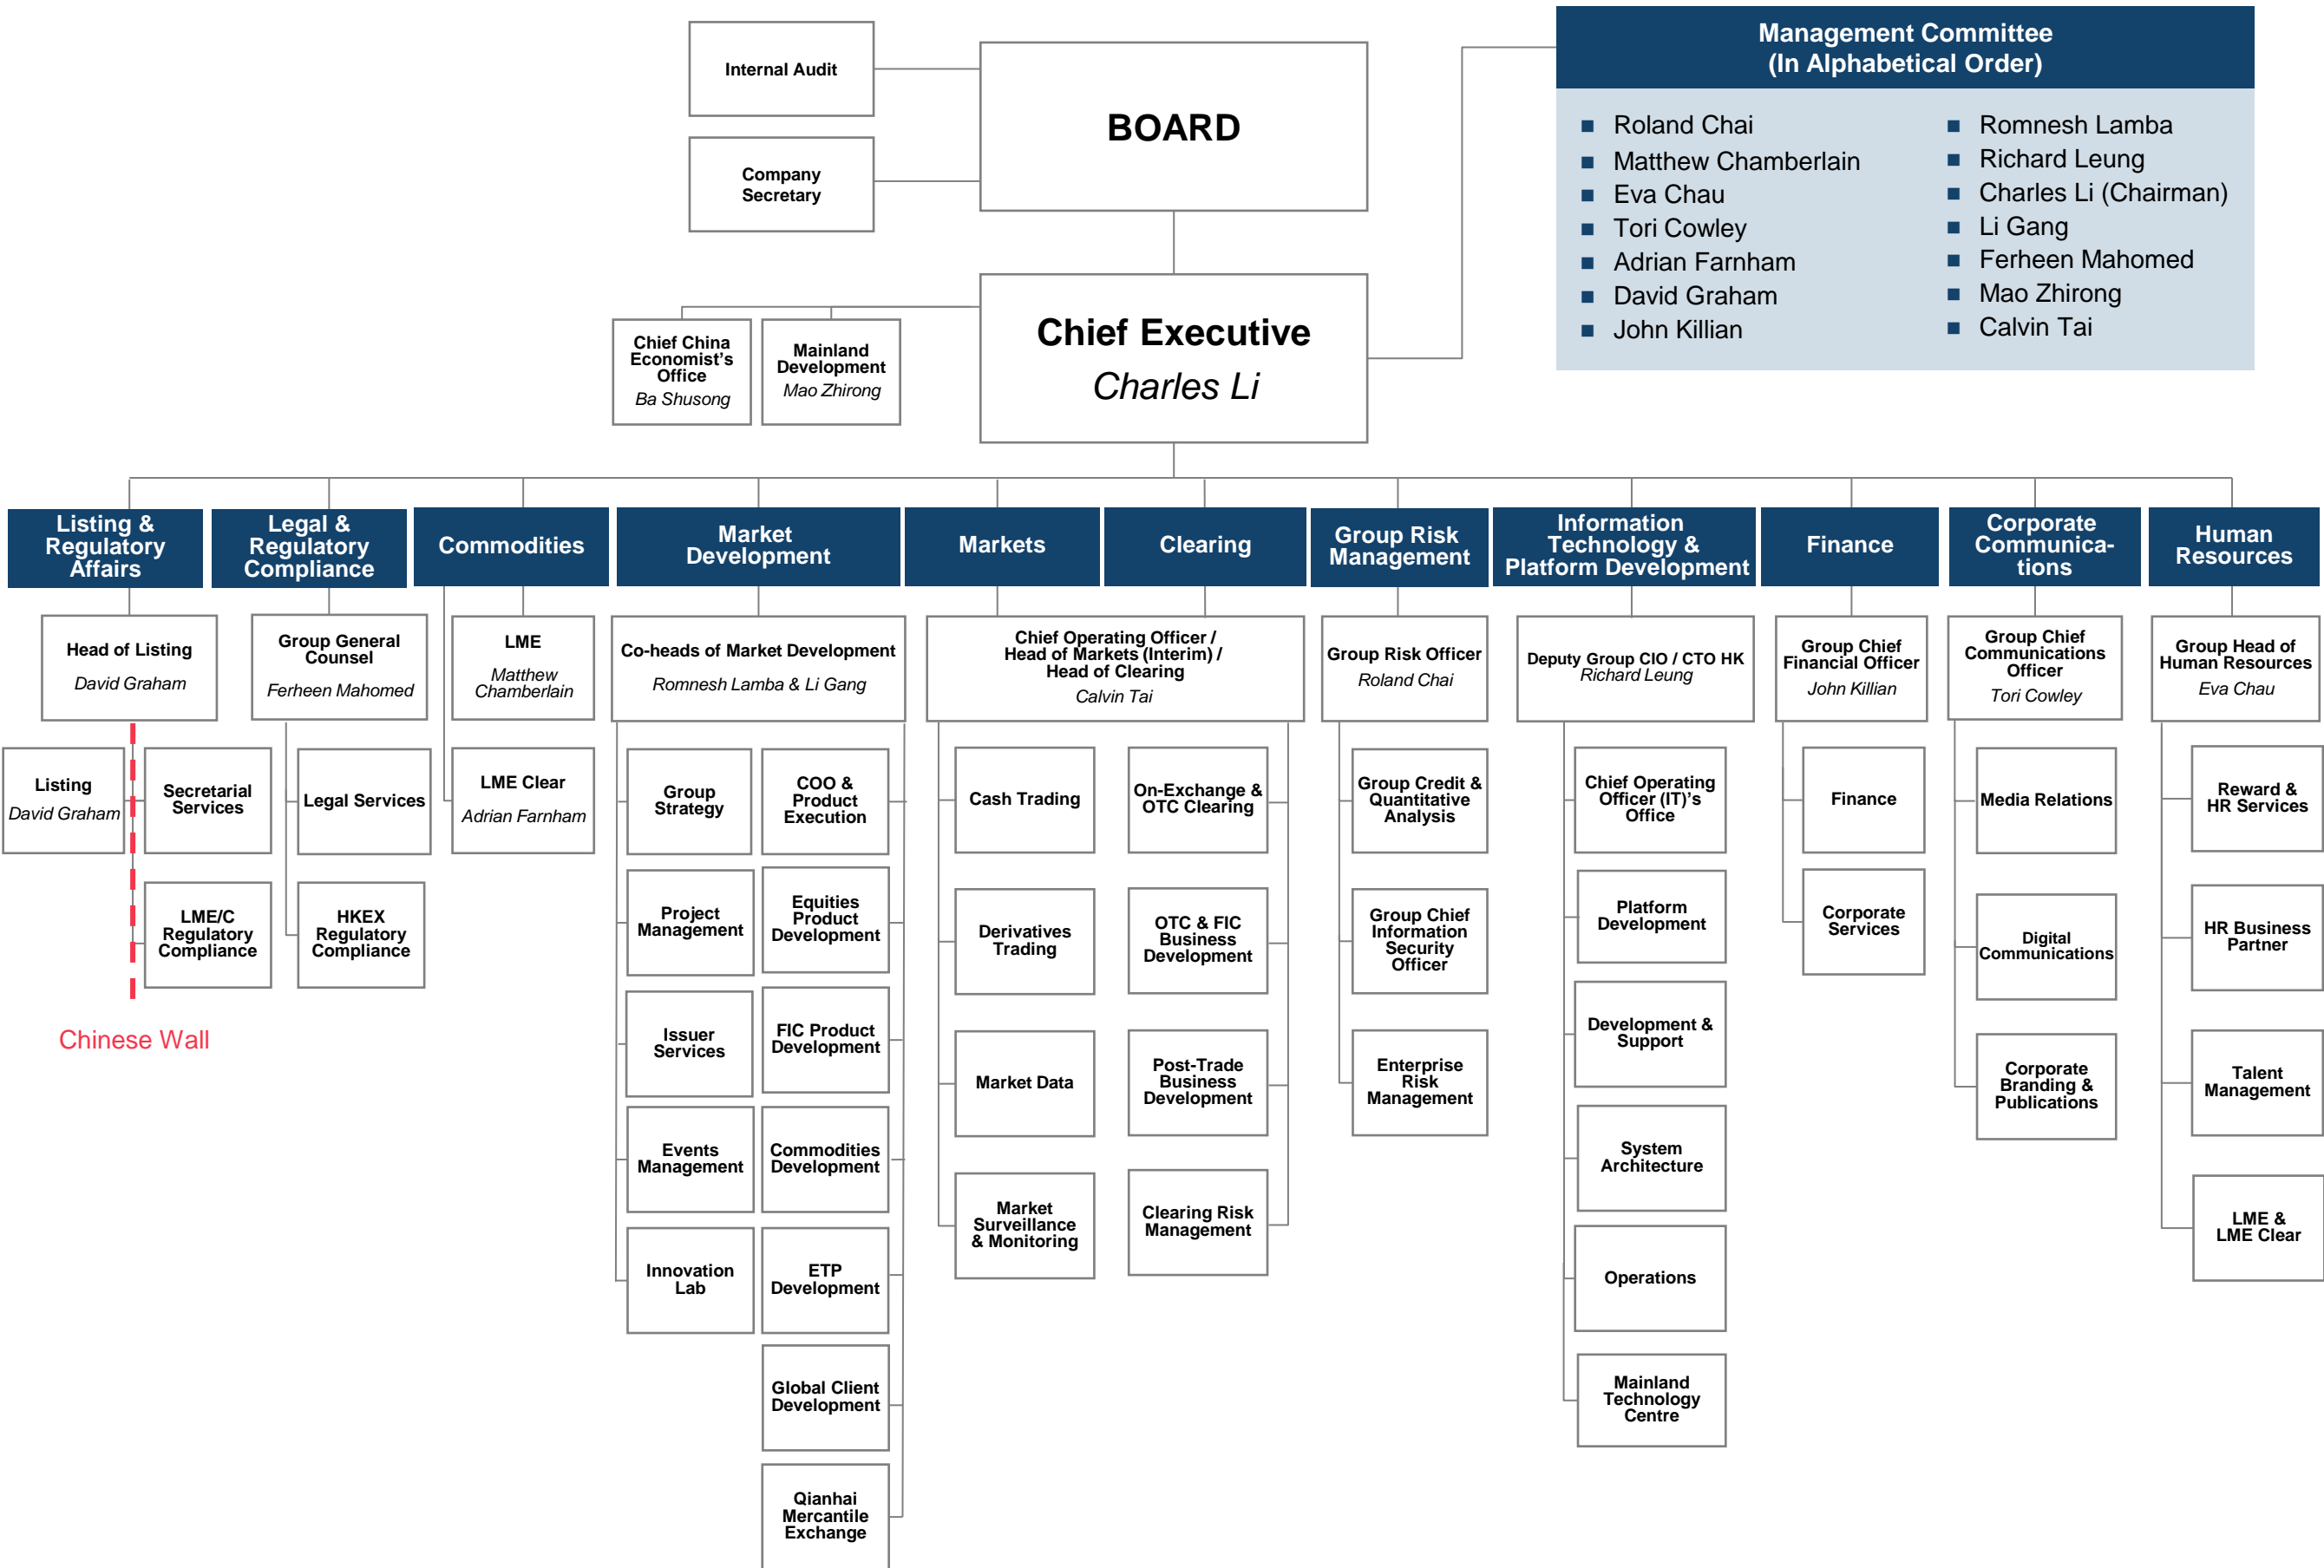 Internal Audit
BOARD
Company
Secretary
Management Committee
(In Alphabetical Order)
Roland Chai
Matthew Chamberlain
Eva Chau
Tori Cowley
Adrian Farnham
David Graham
John Killian
Romnesh Lamba
Richard Leung
Charles Li (Chairman)
Li Gang
Ferheen Mahomed
Mao Zhirong
Calvin Tai
Chief China
Economist's
Office
Ba Shusong
Mainland
Development
Mao Zhirong
Chief Executive
Charles Li
Listing &
Regulatory
Affairs
Legal &
Regulatory
Compliance
Commodities
Market
Development
Markets
Clearing
Group Risk
Management
Information
Technology &
Platform Development
Finance
Corporate
Communica-
tions
Human
Resources
Head of Listing
David Graham
Group General
Counsel
Ferheen Mahomed
LME
Matthew
Chamberlain
Co-heads of Market Development
Romnesh Lamba & Li Gang
Chief Operating Officer /
Head of Markets (Interim) /
Head of Clearing
Calvin Tai
Group Risk Officer
Roland Chai
Deputy Group CIO / CTO HK
Richard Leung
Group Chief
Financial Officer
John Killian
Group Chief
Communications
Officer
Tori Cowley
Group Head of
Human Resources
Eva Chau
Listing
David Graham
Secretarial
Services
LME/C
Regulatory
Compliance
Chinese Wall
Legal Services
HKEX
Regulatory
Compliance
LME Clear
Adrian Farnham
Group
Strategy
Project
Management
Issuer
Services
Events
Management
Innovation
Lab
COO &
Product
Execution
Equities
Product
Development
FIC Product
Development
Commodities
Development
ETP
Development
Global Client
Development
Qianhai
Mercantile
Exchange
Cash Trading
Derivatives
Trading
Market Data
Market
Surveillance
& Monitoring
On-Exchange &
OTC Clearing
OTC & FIC
Business
Development
Post-Trade
Business
Development
Clearing Risk
Management
Group Credit &
Quantitative
Analysis
Group Chief
Information
Security
Officer
Enterprise
Risk
Management
Chief Operating
Officer (IT)'s
Office
Platform
Development
Development &
Support
System
Architecture
Operations
Mainland
Technology
Centre
Finance
Corporate
Services
Media Relations
Digital
Communications
Corporate
Branding &
Publications
Reward &
HR Services
HR Business
Partner
Talent
Management
LME &
LME Clear